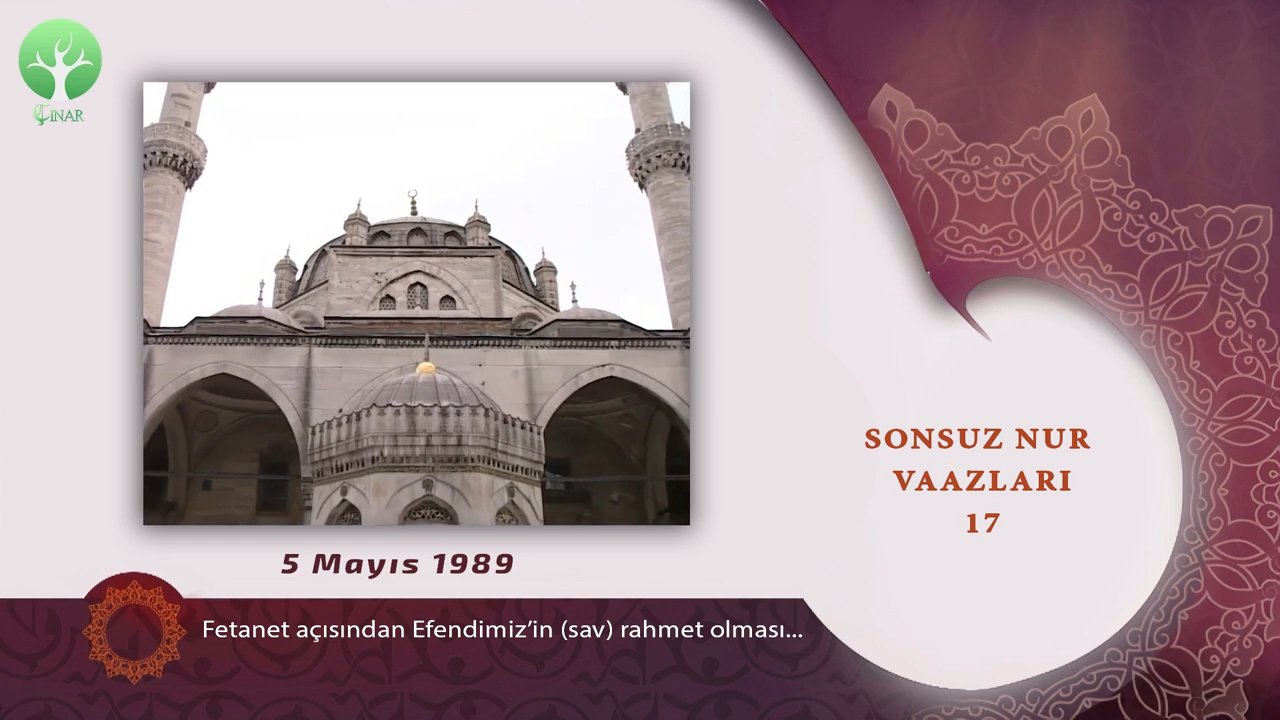 ÇINAR
SONSUZ NUR
VAAZLARI
17
5 Mayıs 1989
Fetanet açısından Efendimiz’in (sav) rahmet olması...